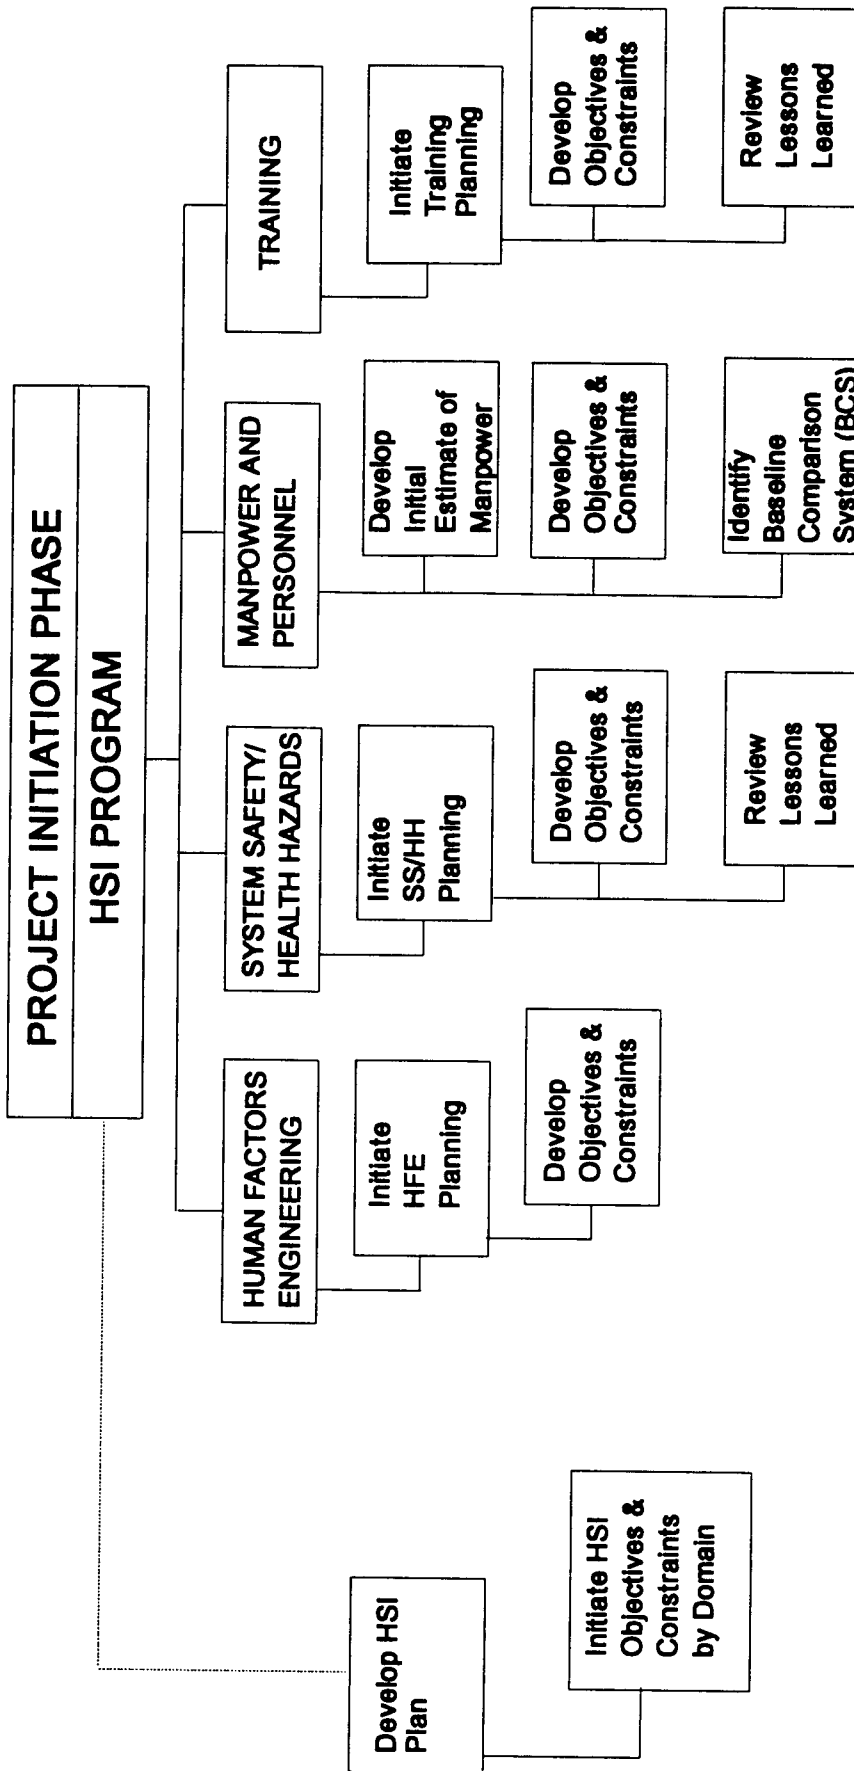 PROJECT INITIATION PHASE
HSI PROGRAM
Develop HSI
Plan
Initiate HSI
Objectives &
Constraints
by Domain
HUMAN FACTORS
ENGINEERING
Initiate
HFE
Planning
Develop
Objectives &
Constraints
SYSTEM SAFETY/
HEALTH HAZARDS
Initiate
SS/HH
Planning
Develop
Objectives &
Constraints
Review
Lessons
Learned
MANPOWER AND
PERSONNEL
Develop
Initial
Estimate of
Manpower
Develop
Objectives &
Constraints
Identify
Baseline
Comparison
System (BCS)
TRAINING
Initiate
Training
Planning
Develop
Objectives &
Constraints
Review
Lessons
Learned